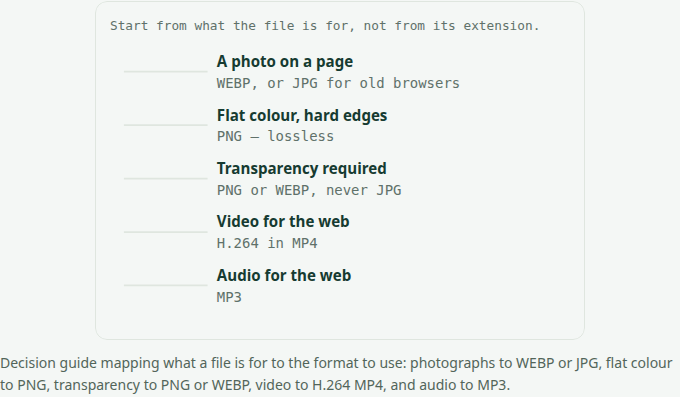 Start from what the file is for, not from its extension.
A photo on a page
WEBP, or JPG for old browsers
Flat colour, hard edges
PNG — lossless
Transparency required
PNG or WEBP, never JPG
Video for the web
H.264 in MP4
Audio for the web
MP3
Decision guide mapping what a file is for to the format to use: photographs to WEBP or JPG, flat colour
to PNG, transparency to PNG or WEBP, video to H.264 MP4, and audio to MP3.